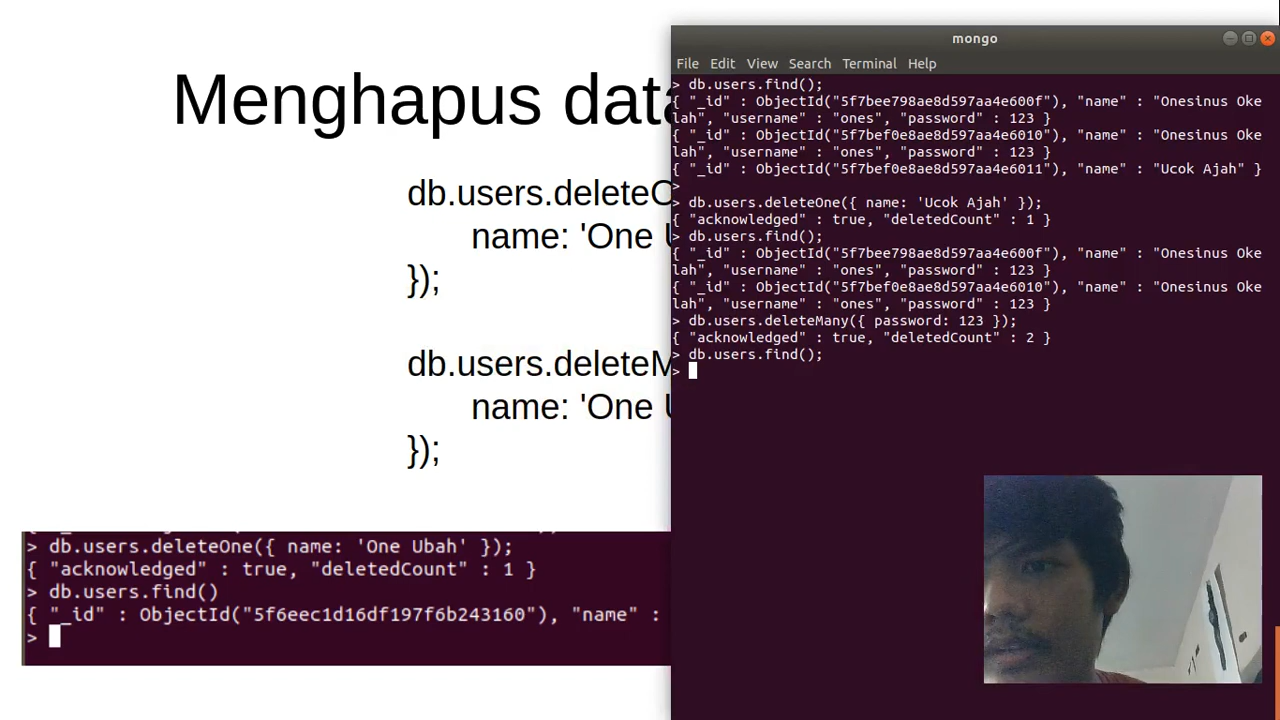 Menghapus data
db.users.deleteO
name: 'One U
});
db.users.deleteM
name: 'One U
});
> db.users.deleteOne({ name: 'One Ubah' });
{ "acknowledged" : true, "deletedCount" : 1 }
> db.users.find()
{ "_id" : ObjectId("5f6eec1d16df197f6b243160"), "name" :
>
mongo
File Edit View Search Terminal Help
> db.users.find();
{ "_id" : ObjectId("5f7bee798ae8d597aa4e600f"), "name" : "Onesinus Oke
lah", "username" : "ones", "password" : 123 }
{ "_id" : ObjectId("5f7bef0e8ae8d597aa4e6010"), "name" : "Onesinus Oke
lah", "username" : "ones", "password" : 123 }
{ "_id" : ObjectId("5f7bef0e8ae8d597aa4e6011"), "name" : "Ucok Ajah" }
>
db.users.deleteOne({ name: 'Ucok Ajah' });
{ "acknowledged" : true, "deletedCount" : 1 }
> db.users.find();
{ "_id" : ObjectId("5f7bee798ae8d597aa4e600f"), "name" : "Onesinus Oke
lah", "username" : "ones", "password" : 123 }
{ "_id" : ObjectId("5f7bef0e8ae8d597aa4e6010"), "name" : "Onesinus Oke
lah", "username" : "ones", "password" : 123 }
> db.users.deleteMany({ password: 123 });
{ "acknowledged" : true, "deletedCount" : 2 }
> db.users.find();
>